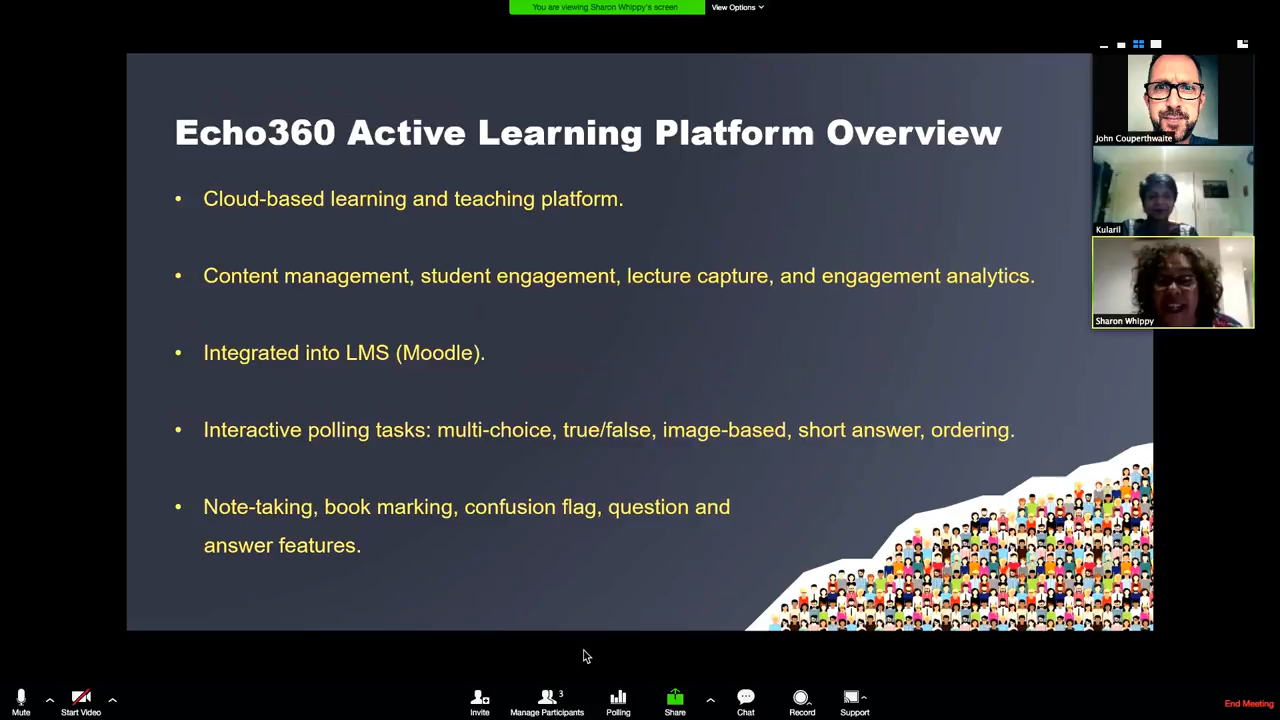 You are viewing Sharon Whippy's screen
View Options
Echo360 Active Learning Platform Overview
• Cloud-based learning and teaching platform.
• Content management, student engagement, lecture capture, and engagement analytics.
• Integrated into LMS (Moodle).
• Interactive polling tasks: multi-choice, true/false, image-based, short answer, ordering.
• Note-taking, book marking, confusion flag, question and
answer features.
John Couperthwaite
Kularil
Sharon Whippy
Mute
Start Video
Invite
3
Manage Participants
Polling
Share
Chat
Record
Support
End Meeting